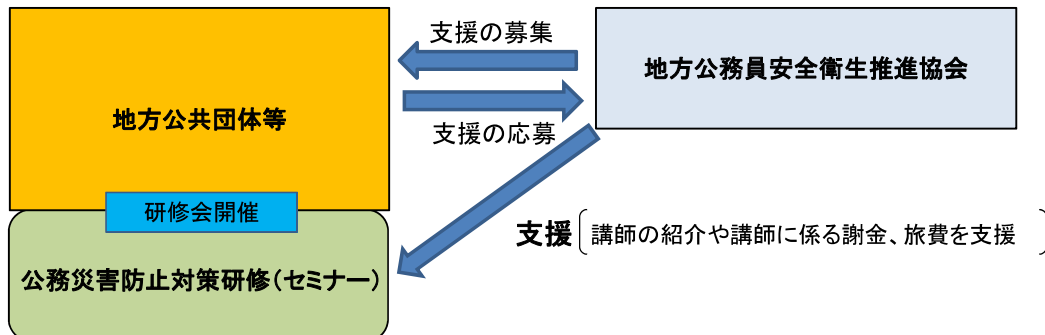 支援の募集
地方公務員安全衛生推進協会
地方公共団体等
支援の応募
研修会開催
支援
講師の紹介や講師に係る謝金、旅費を支援
公務災害防止対策研修(セミナー)